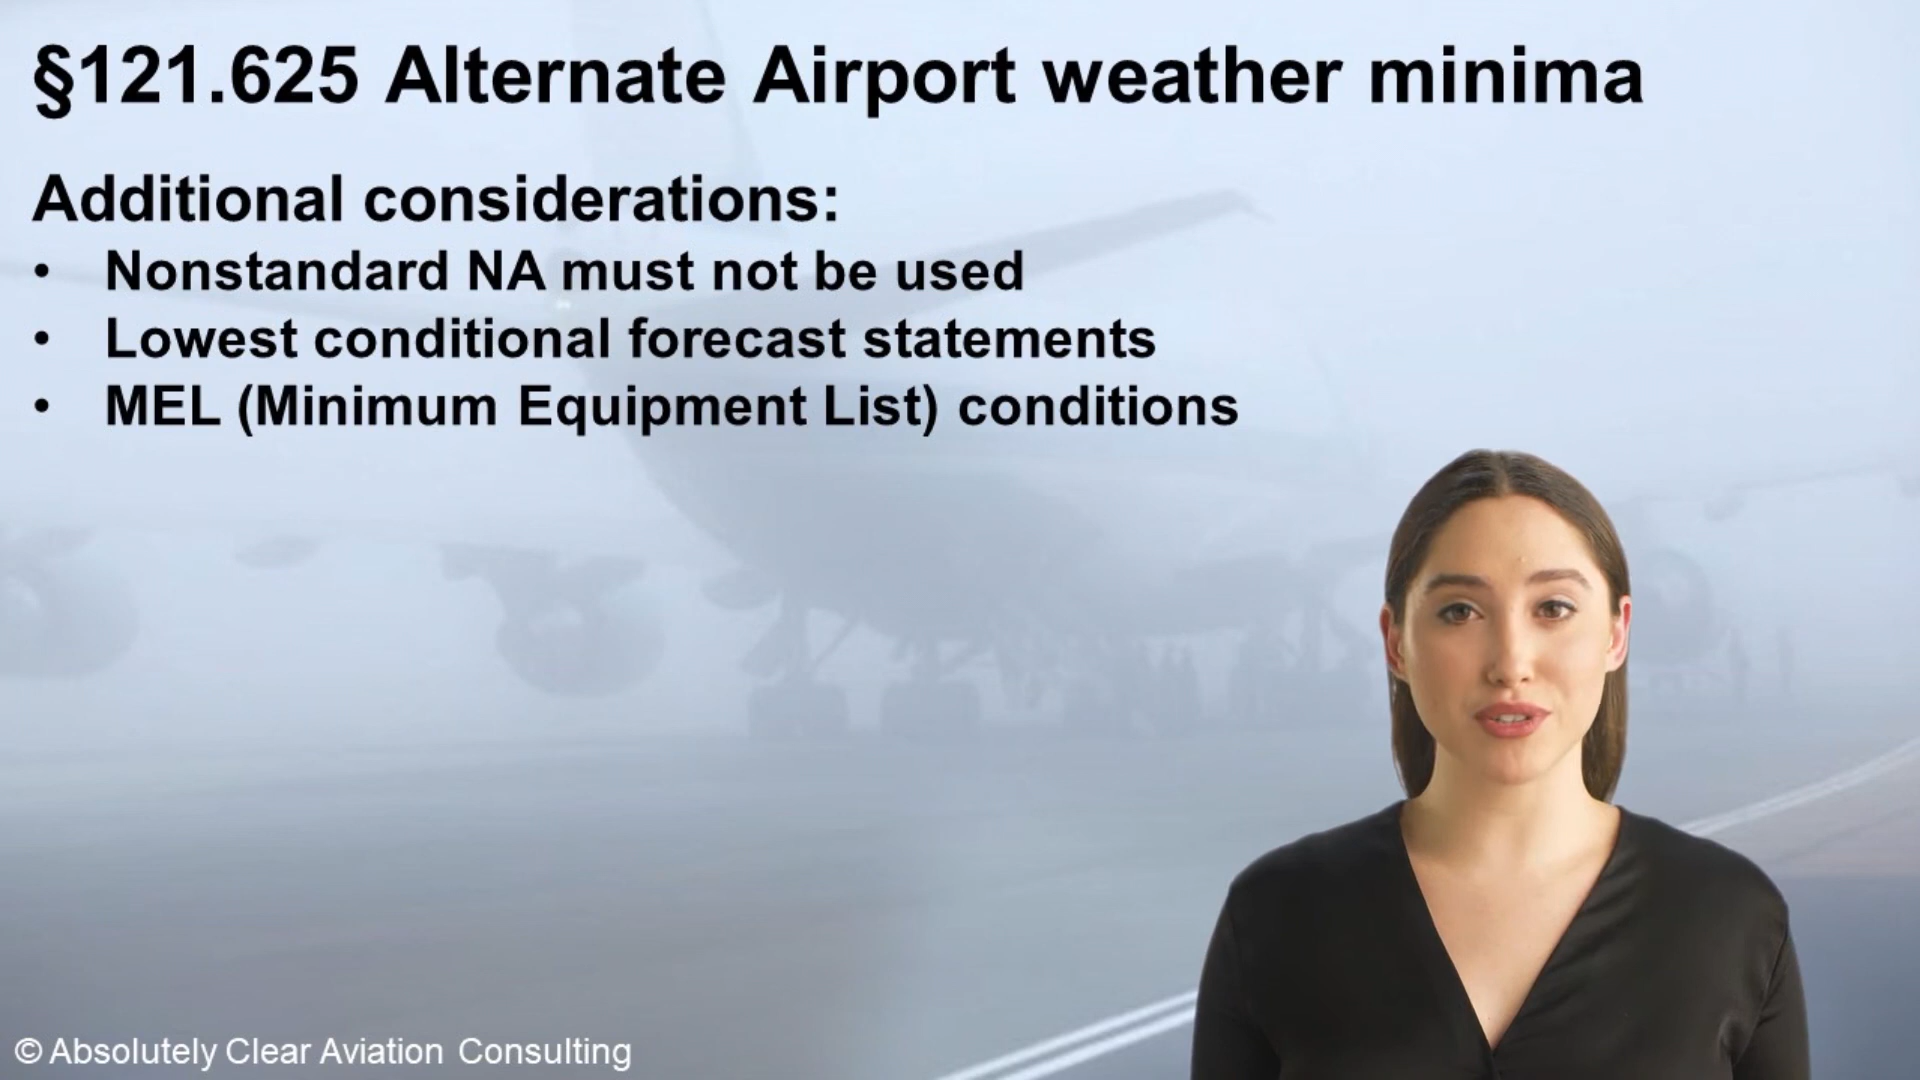 §121.625 Alternate Airport weather minima
Additional considerations:
• Nonstandard NA must not be used
• Lowest conditional forecast statements
• MEL (Minimum Equipment List) conditions
© Absolutely Clear Aviation Consulting